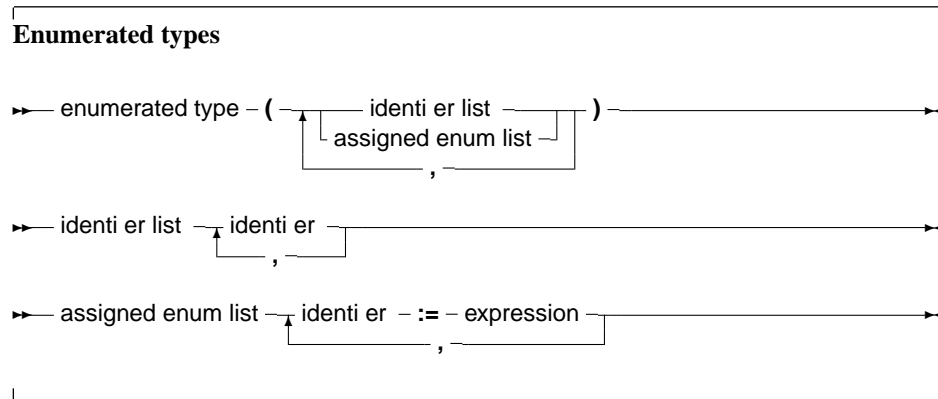 Enumerated types
enumerated type ( identi er list )
assigned enum list
,
identi er list identi er
,
assigned enum list identi er := expression
,